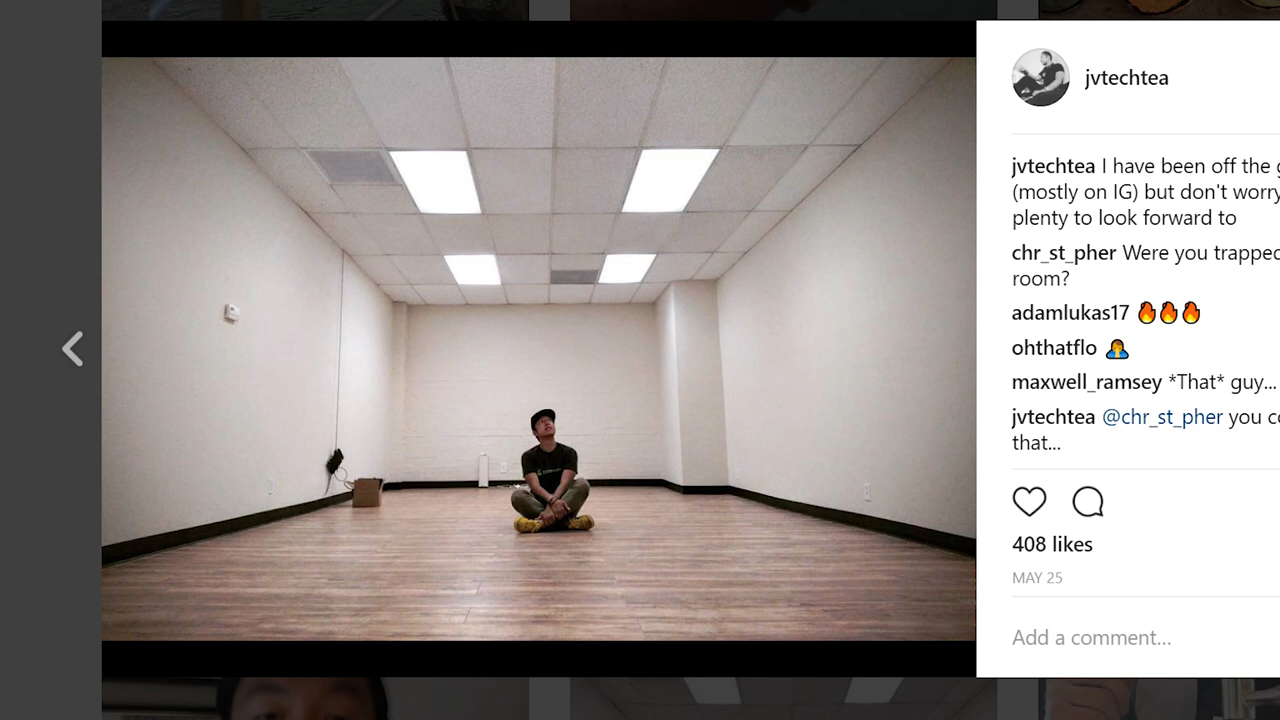 jvtechtea
jvtechtea I have been off the
(mostly on IG) but don't worry
plenty to look forward to
chr_st_pher Were you trapped
room?
adamlukas17 🔥🔥🔥
ohthatflo 🤦‍♂️
maxwell_ramsey *That* guy...
jvtechtea @chr_st_pher you
that...
408 likes
MAY 25
Add a comment...